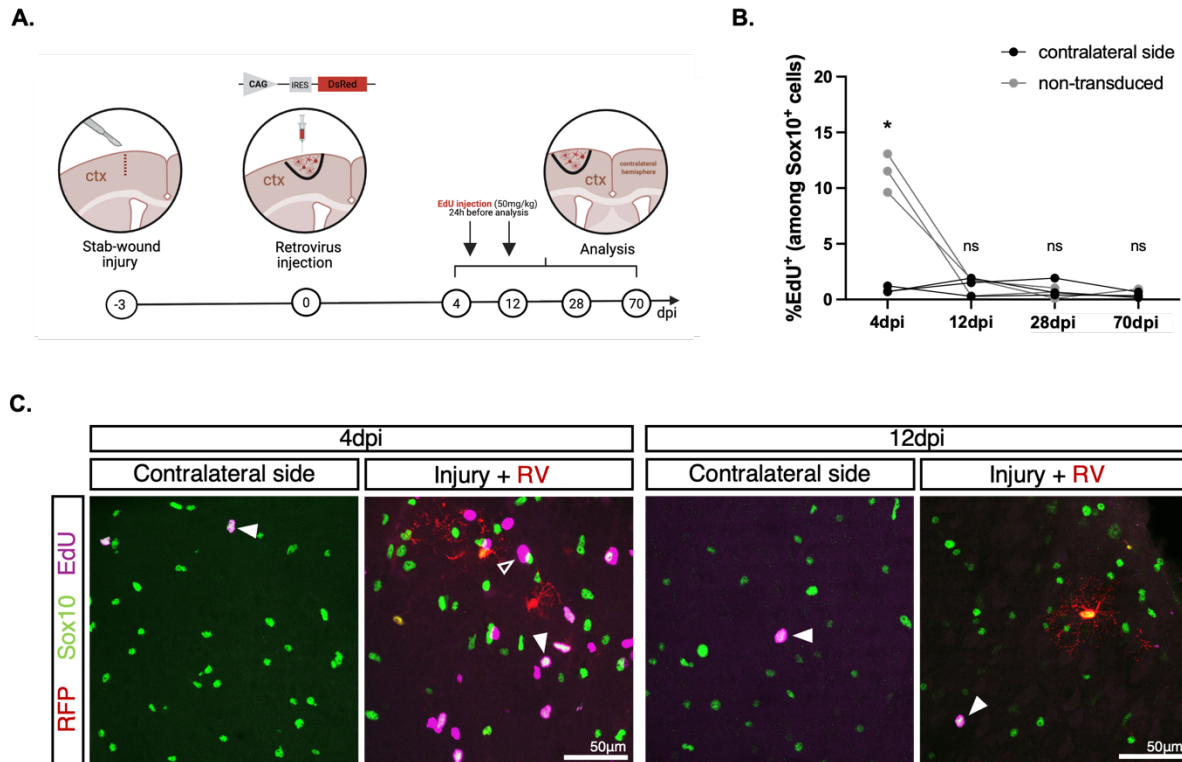 A.
CAG IRES DsRed
ctx
ctx
ctx
contralateral
hemisphere
EdU injection (50mg/kg)
24h before analysis
Stab-wound
injury
Retrovirus
injection
Analysis
-3 0 4 12 28 70
dpi
B.
contralateral side
non-transduced
%EdU+ (among Sox10+ cells)
20
15
10
5
0
*
ns ns ns
4dpi 12dpi 28dpi 70dpi
C.
4dpi 12dpi
Contralateral side Injury + RV Contralateral side Injury + RV
RFP Sox10 EdU
50µm 50µm